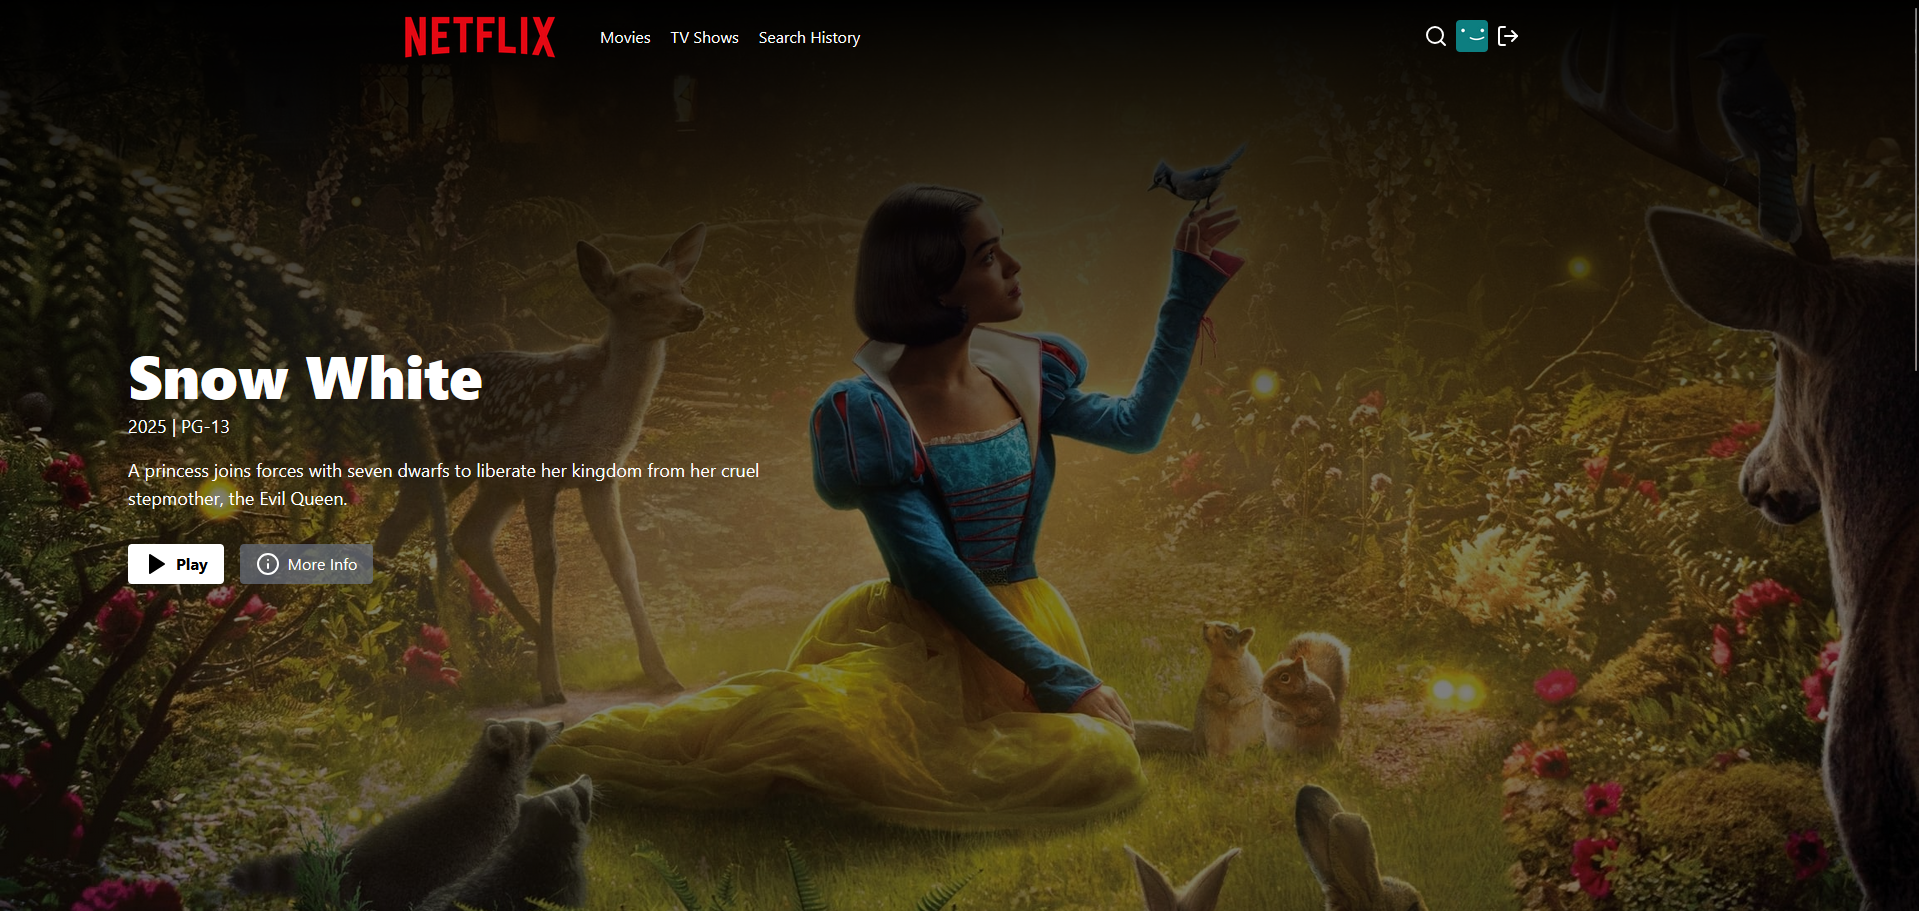 NETFLIX
Movies TV Shows Search History
Snow White
2025 | PG-13
A princess joins forces with seven dwarfs to liberate her kingdom from her cruel
stepmother, the Evil Queen.
Play More Info